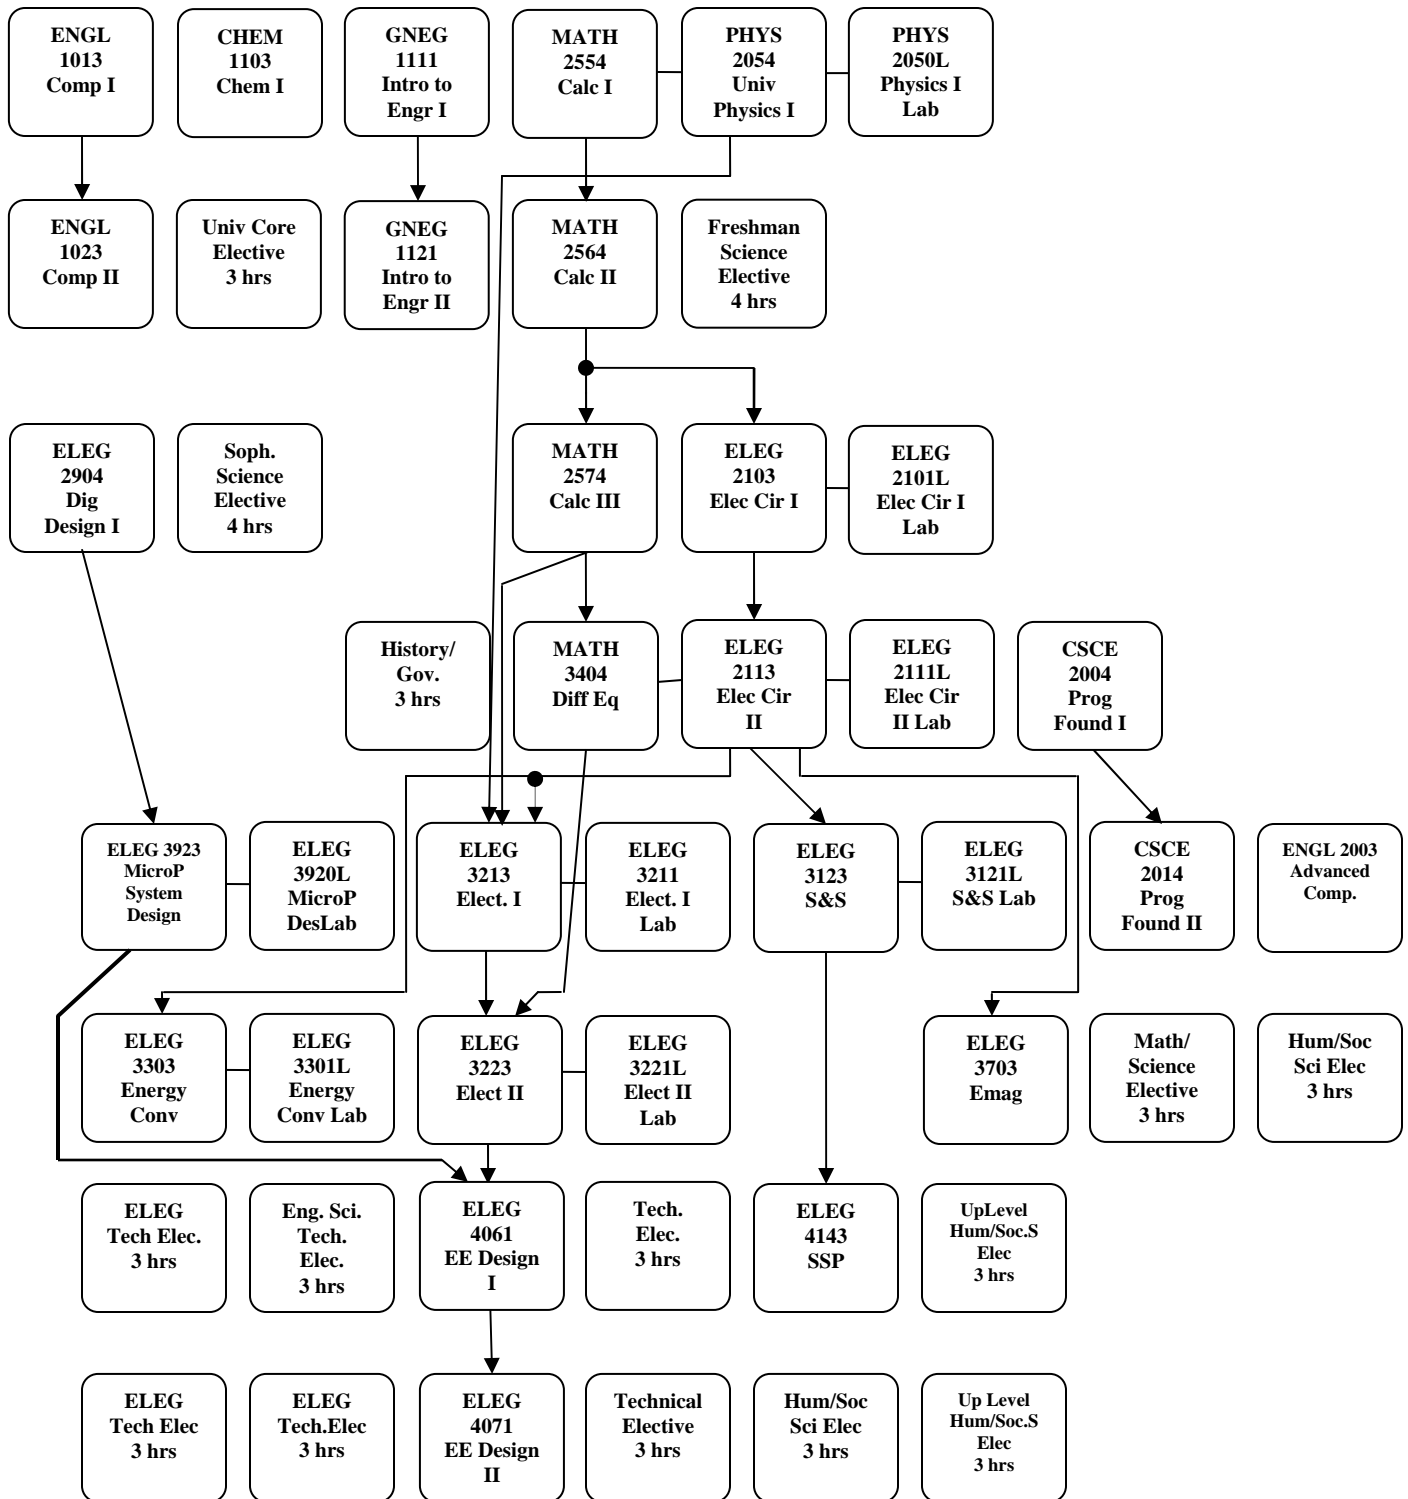 ENGL
1013
Comp I
CHEM
1103
Chem I
GNEG
1111
Intro to
Engr I
MATH
2554
Calc I
PHYS
2054
Univ
Physics I
PHYS
2050L
Physics I
Lab
ENGL
1023
Comp II
Univ Core
Elective
3 hrs
GNEG
1121
Intro to
Engr II
MATH
2564
Calc II
Freshman
Science
Elective
4 hrs
ELEG
2904
Dig
Design I
Soph.
Science
Elective
4 hrs
MATH
2574
Calc III
ELEG
2103
Elec Cir I
ELEG
2101L
Elec Cir I
Lab
History/
Gov.
3 hrs
MATH
3404
Diff Eq
ELEG
2113
Elec Cir
II
ELEG
2111L
Elec Cir
II Lab
CSCE
2004
Prog
Found I
ELEG 3923
MicroP
System
Design
ELEG
3920L
MicroP
DesLab
ELEG
3213
Elect. I
ELEG
3211
Elect. I
Lab
ELEG
3123
S&S
ELEG
3121L
S&S Lab
CSCE
2014
Prog
Found II
ENGL 2003
Advanced
Comp.
ELEG
3303
Energy
Conv
ELEG
3301L
Energy
Conv Lab
ELEG
3223
Elect II
ELEG
3221L
Elect II
Lab
ELEG
3703
Emag
Math/
Science
Elective
3 hrs
Hum/Soc
Sci Elec
3 hrs
ELEG
Tech Elec.
3 hrs
Eng. Sci.
Tech.
Elec.
3 hrs
ELEG
4061
EE Design
I
Tech.
Elec.
3 hrs
ELEG
4143
SSP
UpLevel
Hum/Soc.S
Elec
3 hrs
ELEG
Tech Elec
3 hrs
ELEG
Tech.Elec
3 hrs
ELEG
4071
EE Design
II
Technical
Elective
3 hrs
Hum/Soc
Sci Elec
3 hrs
Up Level
Hum/Soc.S
Elec
3 hrs